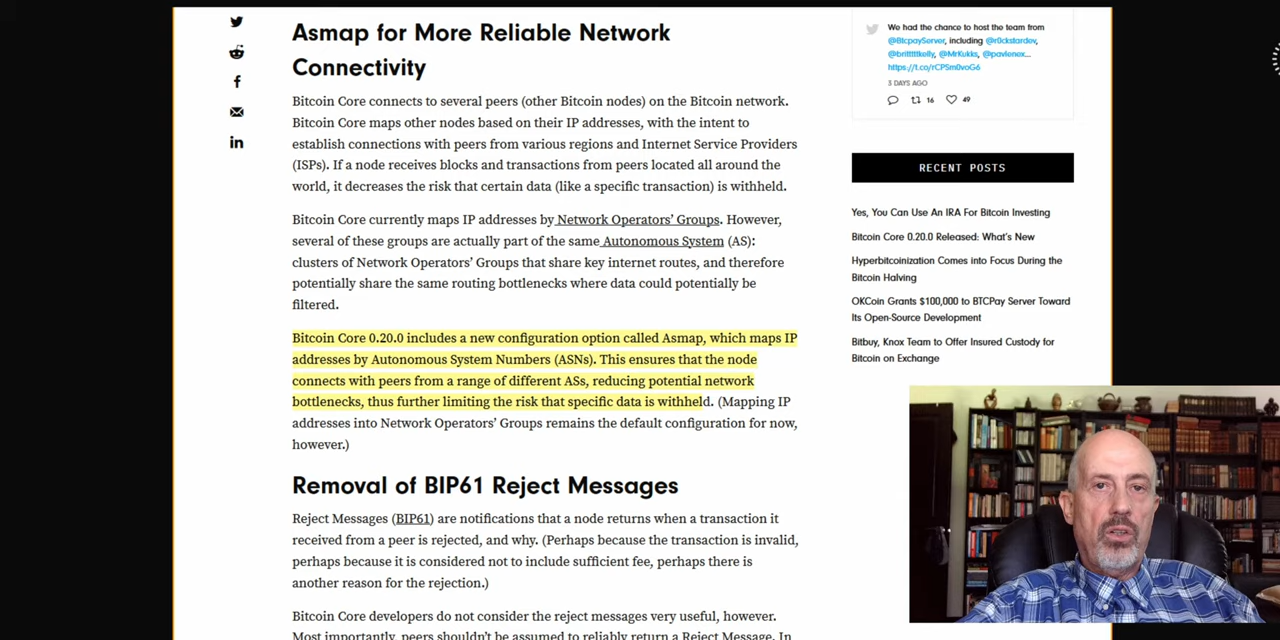 Asmap for More Reliable Network
Connectivity
Bitcoin Core connects to several peers (other Bitcoin nodes) on the Bitcoin network.
Bitcoin Core maps other nodes based on their IP addresses, with the intent to
establish connections with peers from various regions and Internet Service Providers
(ISPs). If a node receives blocks and transactions from peers located all around the
world, it decreases the risk that certain data (like a specific transaction) is withheld.
Bitcoin Core currently maps IP addresses by Network Operators’ Groups. However,
several of these groups are actually part of the same Autonomous System (AS):
clusters of Network Operators’ Groups that share key internet routes, and therefore
potentially share the same routing bottlenecks where data could potentially be
filtered.
Bitcoin Core 0.20.0 includes a new configuration option called Asmap, which maps IP
addresses by Autonomous System Numbers (ASNs). This ensures that the node
connects with peers from a range of different ASs, reducing potential network
bottlenecks, thus further limiting the risk that specific data is withheld. (Mapping IP
addresses into Network Operators’ Groups remains the default configuration for now,
however.)
Removal of BIP61 Reject Messages
Reject Messages (BIP61) are notifications that a node returns when a transaction it
received from a peer is rejected, and why. (Perhaps because the transaction is invalid,
perhaps because it is considered not to include sufficient fee, perhaps there is
another reason for the rejection.)
Bitcoin Core developers do not consider the reject messages very useful, however.
Most importantly, peers shouldn’t be assumed to reliably return a Reject Message. In
We had the chance to host the team from
@BtcpayServer, including @r0ckstardev,
@britttttkelly, @MrKukks, @pavlenex...
https://t.co/rCPSm0voG6
3 DAYS AGO
16 49
RECENT POSTS
Yes, You Can Use An IRA For Bitcoin Investing
Bitcoin Core 0.20.0 Released: What’s New
Hyperbitcoinization Comes into Focus During the
Bitcoin Halving
OKCoin Grants $100,000 to BTCPay Server Toward
Its Open-Source Development
Bitbuy, Knox Team to Offer Insured Custody for
Bitcoin on Exchange